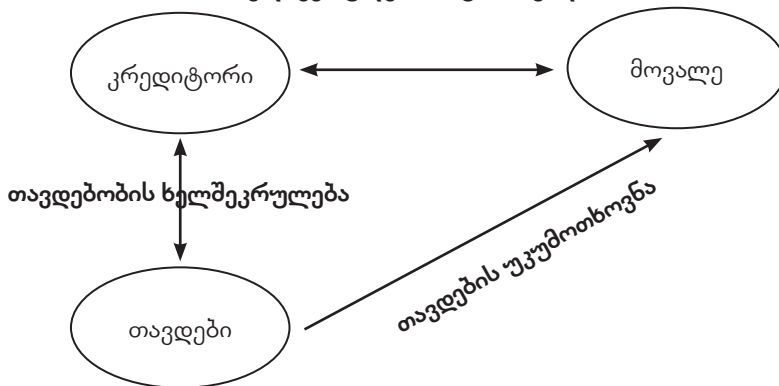 კრედიტორი
მოვალე
თავდებობის ხელშეკრულება
თავდების უკუმოთხოვნა
თავდები